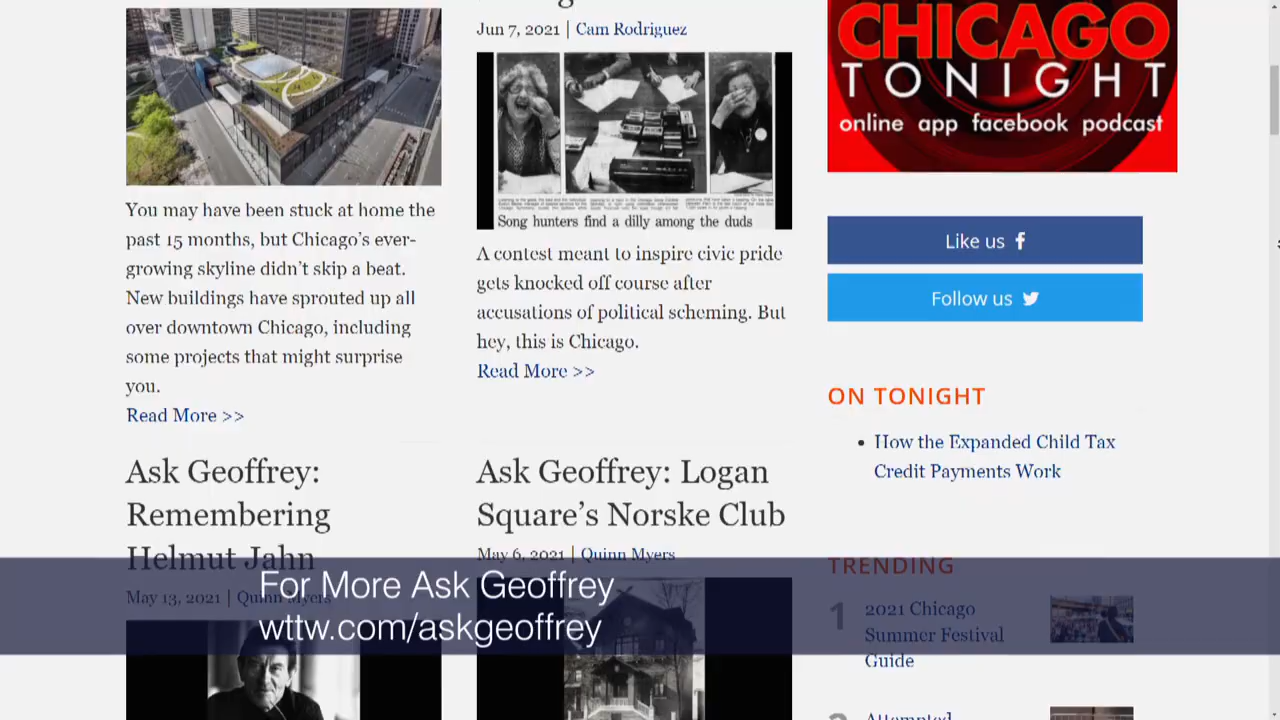 You may have been stuck at home the
past 15 months, but Chicago's ever-
growing skyline didn't skip a beat.
New buildings have sprouted up all
over downtown Chicago, including
some projects that might surprise
you.
Read More >>
Ask Geoffrey:
Remembering
Helmut Jahn
May 13, 2021 | Quinn Myers
Jun 7, 2021 | Cam Rodriguez
Song hunters find a dilly among the duds
A contest meant to inspire civic pride
gets knocked off course after
accusations of political scheming. But
hey, this is Chicago.
Read More >>
Ask Geoffrey: Logan
Square's Norske Club
May 6, 2021 | Quinn Myers
CHICAGO
TONIGHT
online app facebook podcast
Like us
Follow us
ON TONIGHT
• How the Expanded Child Tax
Credit Payments Work
TRENDING
1
2021 Chicago
Summer Festival
Guide
2
Attempted
For More Ask Geoffrey
wttw.com/askgeoffrey